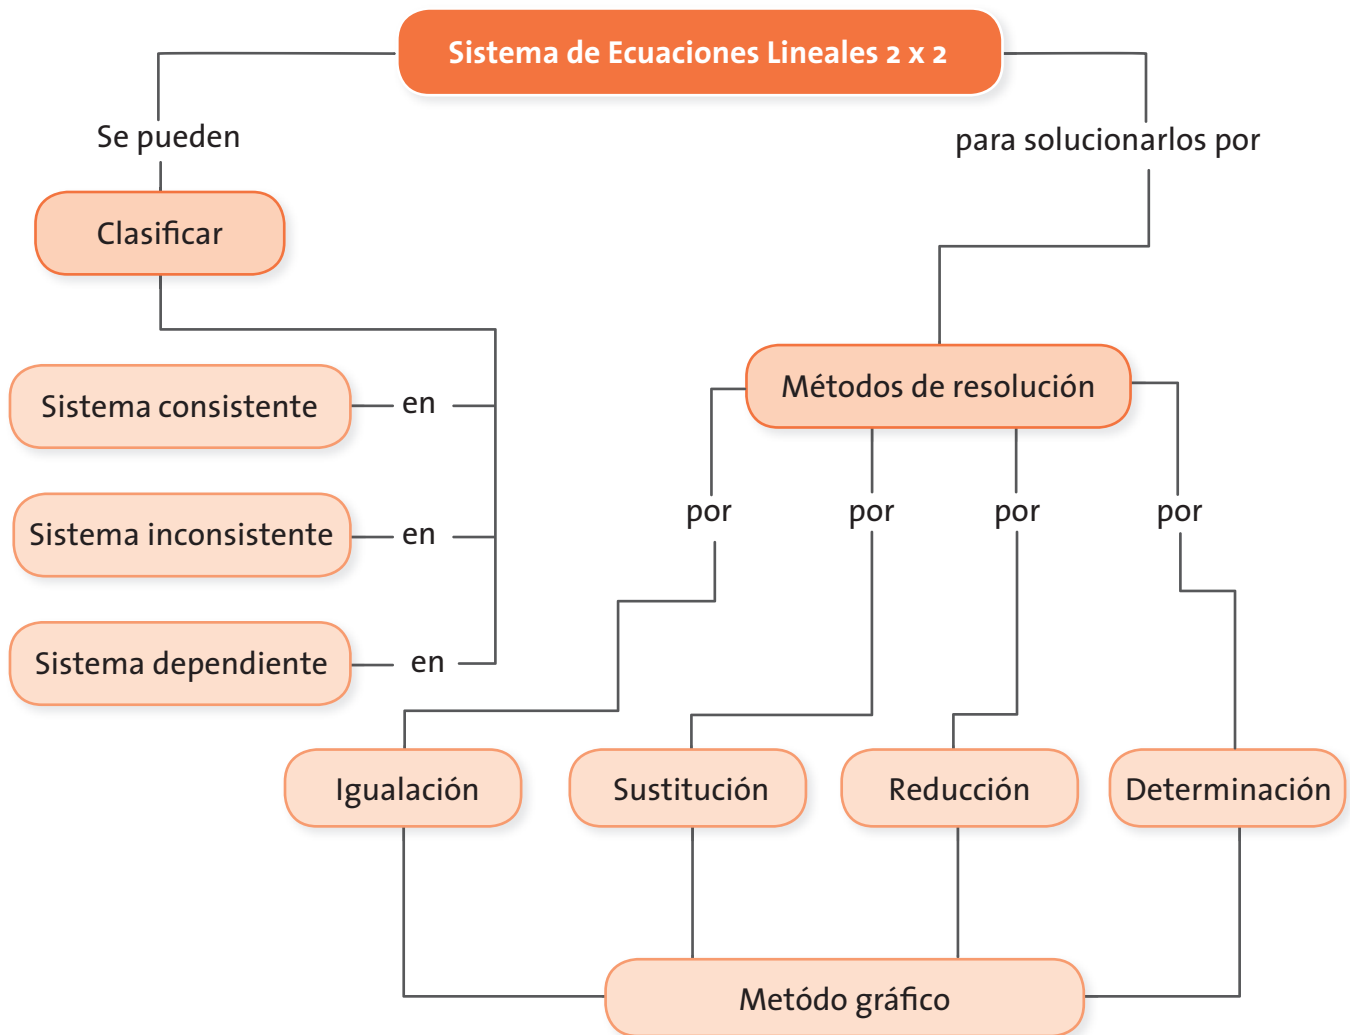 Sistema de Ecuaciones Lineales 2 x 2
Se pueden
para solucionarlos por
Clasificar
Sistema consistente
en
Sistema inconsistente
en
Sistema dependiente
en
Métodos de resolución
por
por
por
por
Igualación
Sustitución
Reducción
Determinación
Metódo gráfico